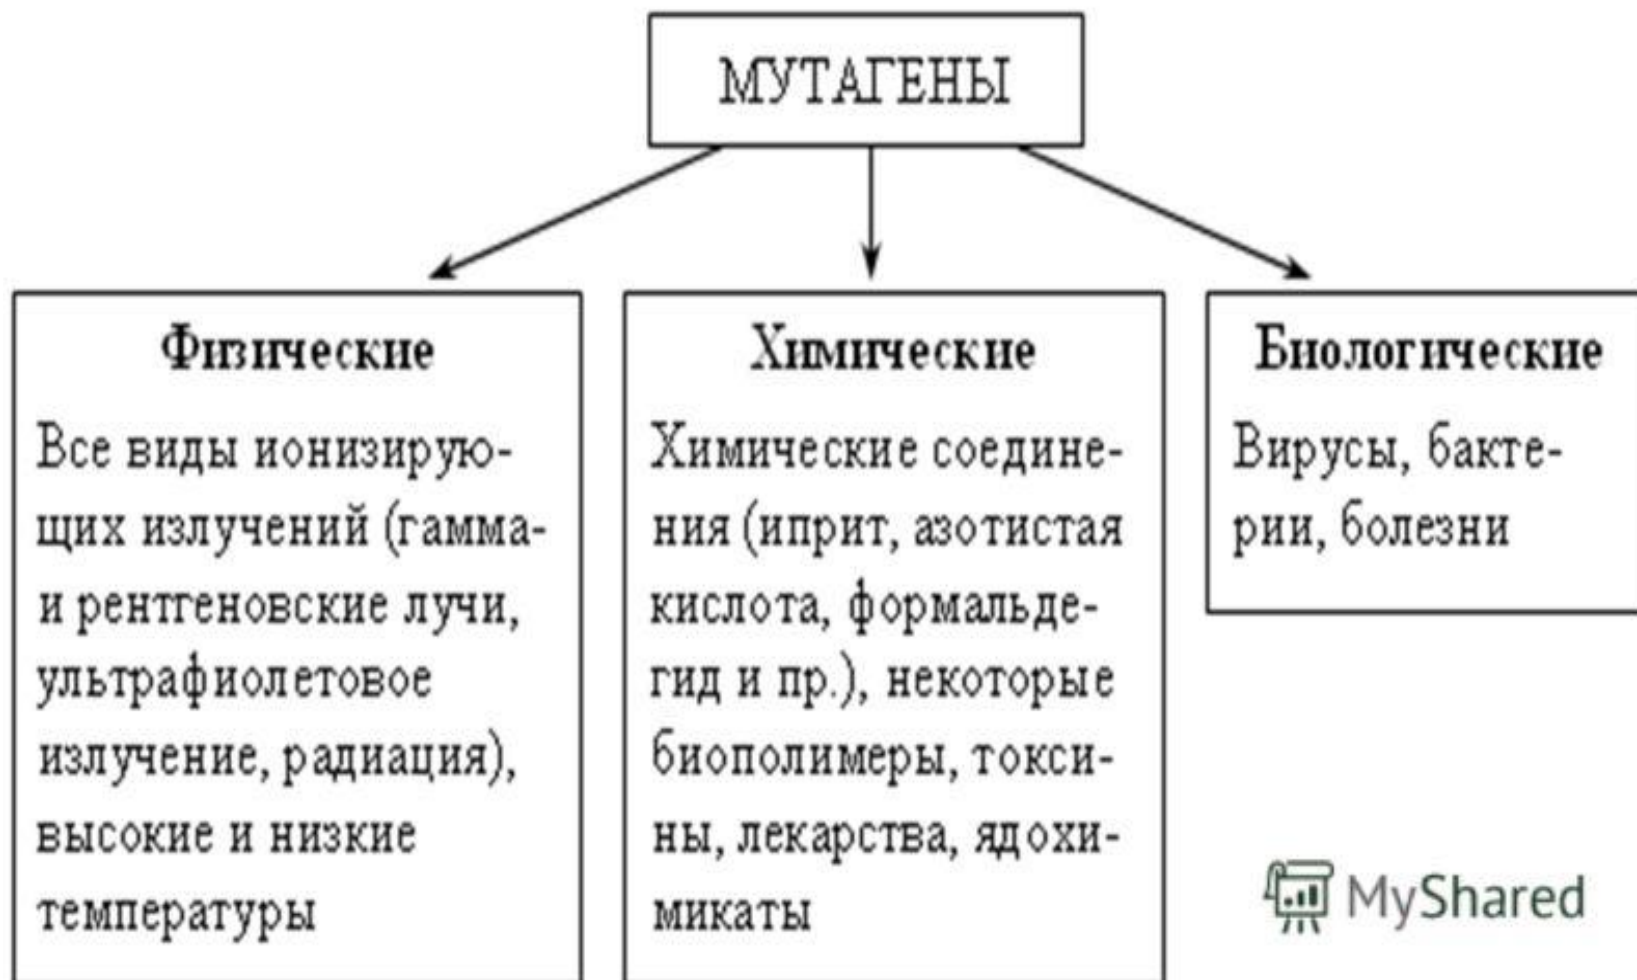 МУТАГЕНЫ
Физические
Все виды ионизирую-
щих излучений (гамма-
и рентгеновские лучи,
ультрафиолетовое
излучение, радиация),
высокие и низкие
температуры
Химические
Химические соедине-
ния (иприт, азотистая
кислота, формальде-
гид и пр.), некоторые
биополимеры, токси-
ны, лекарства, ядохи-
микаты
Биологические
Вирусы, бакте-
рии, болезни
MyShared